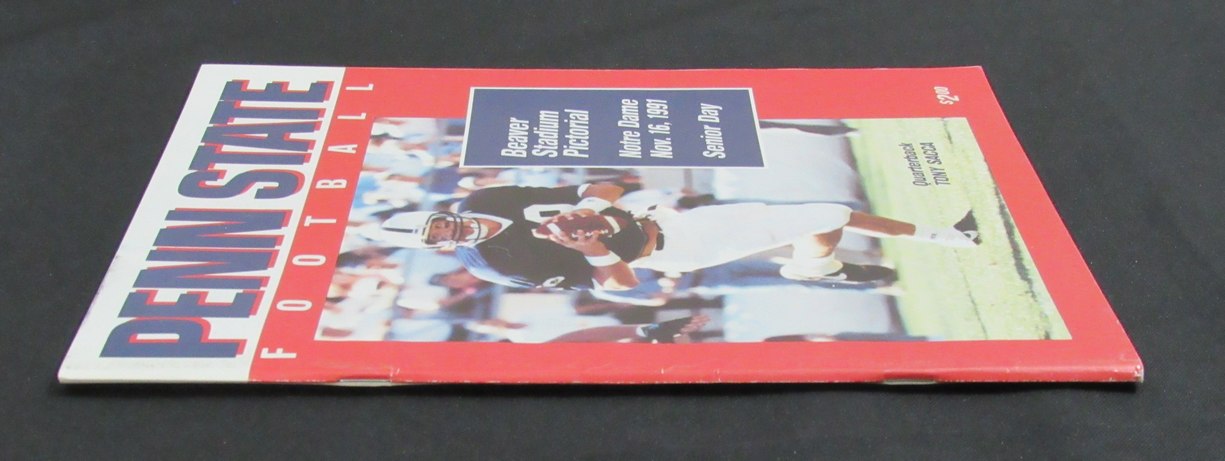 PENN STATE
FOOTBALL
Beaver
Stadium
Pictorial
Notre Dame
Nov. 16, 1991
Senior Day
$2.00
Quarterback
TONY SACCA